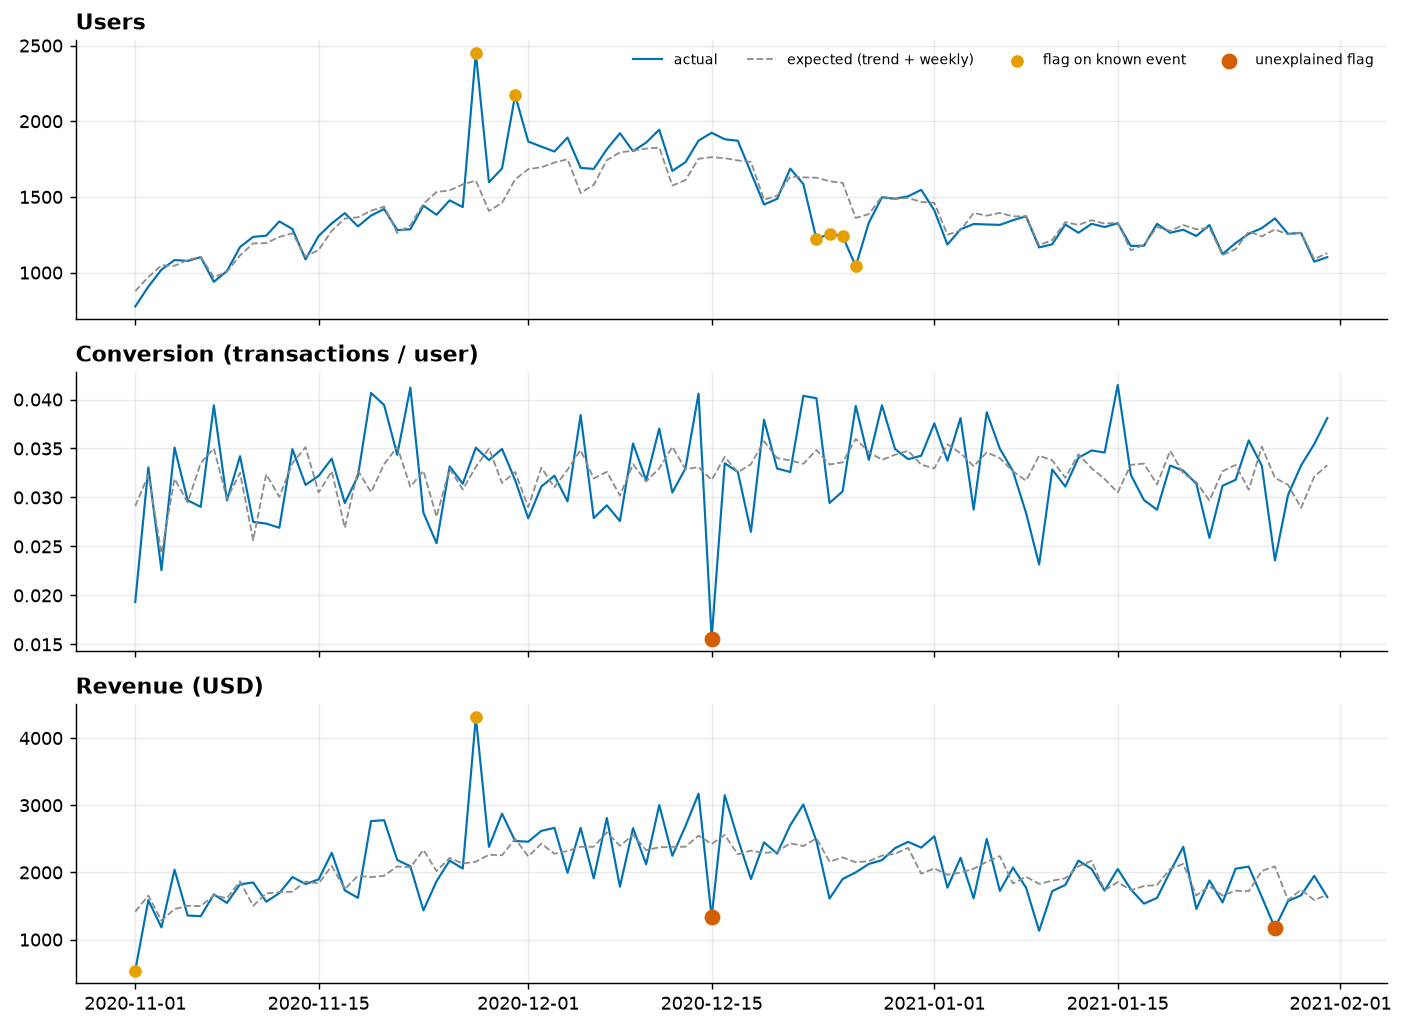 Users
actual expected (trend + weekly) flag on known event unexplained flag
2500
2000
1500
1000
Conversion (transactions / user)
0.040
0.035
0.030
0.025
0.020
0.015
Revenue (USD)
4000
3000
2000
1000
2020-11-01 2020-11-15 2020-12-01 2020-12-15 2021-01-01 2021-01-15 2021-02-01